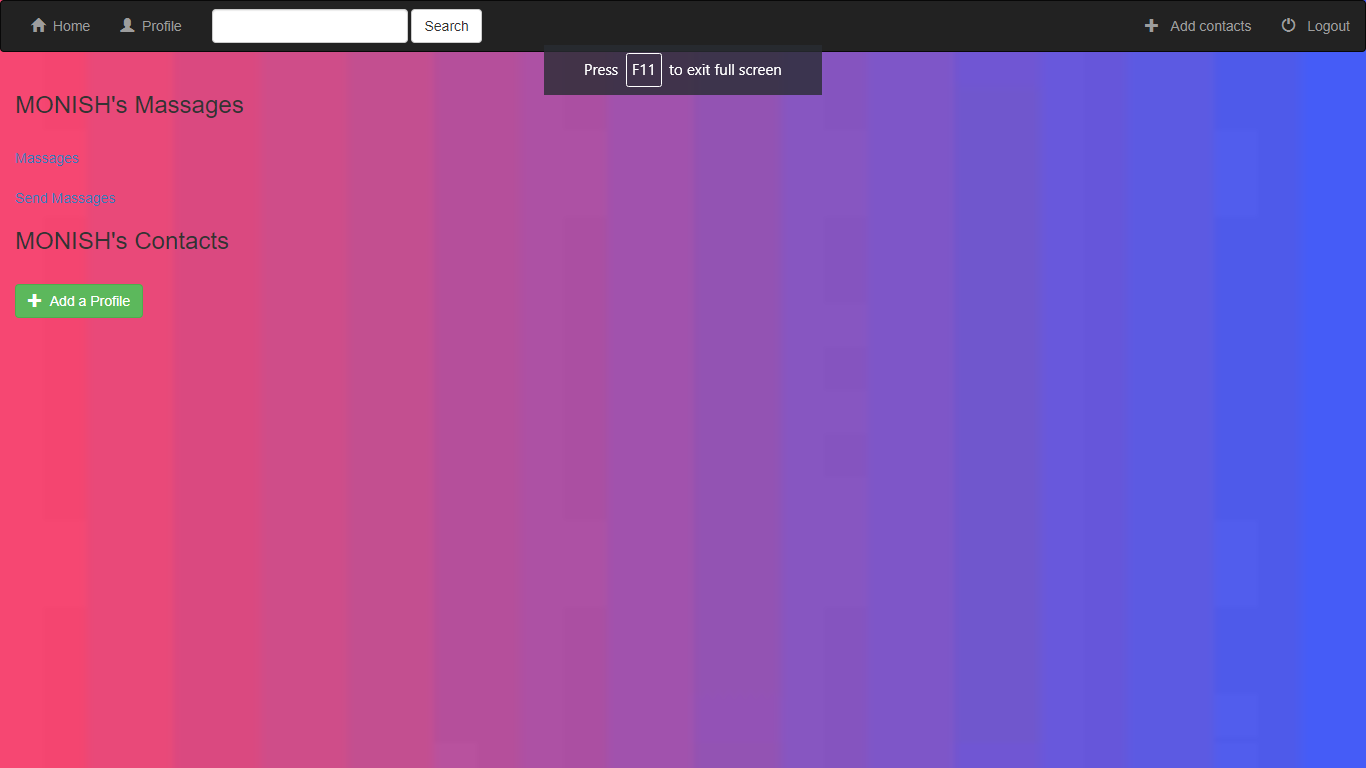 Home Profile Search Add contacts Logout
Press F11 to exit full screen
MONISH's Massages
Massages
Send Massages
MONISH's Contacts
Add a Profile